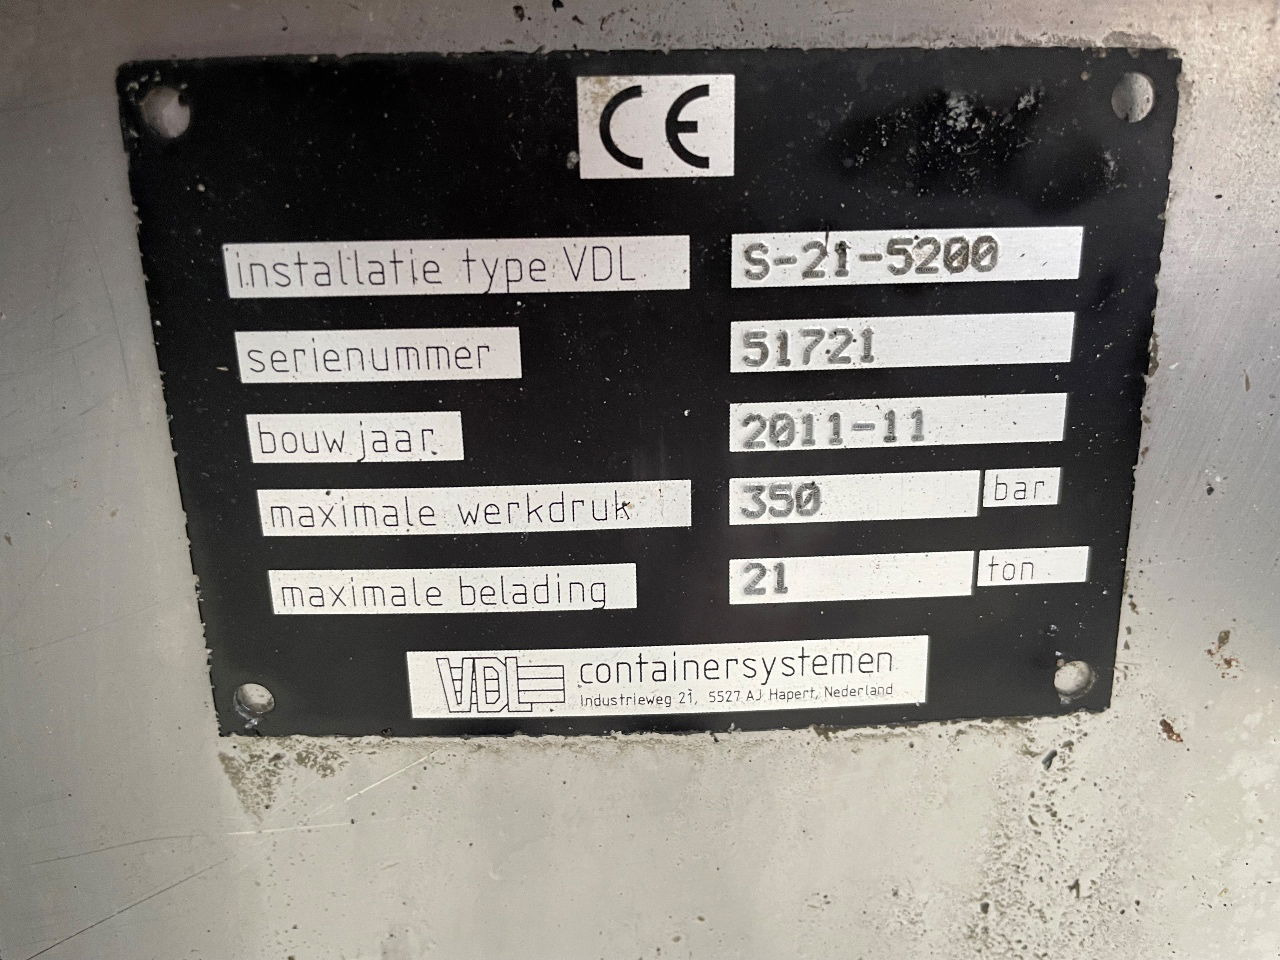 CE
installatie type VDL S-21-5200
serienummer 51721
bouwjaar 2011-11
maximale werkdruk 350 bar
maximale belading 21 ton
VDL containersystemen
Industrieweg 21, 5527 AJ Hapert, Nederland